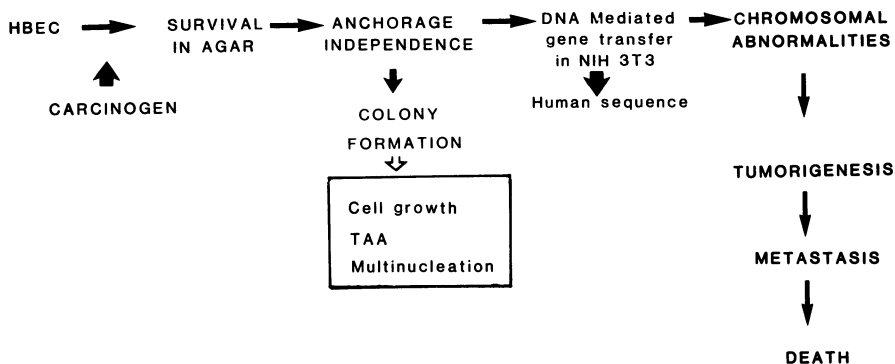 HBEC
CARCINOGEN
SURVIVAL
IN AGAR
ANCHORAGE
INDEPENDENCE
COLONY
FORMATION
Cell growth
TAA
Multinucleation
DNA Mediated
gene transfer
in NIH 3T3
Human sequence
CHROMOSOMAL
ABNORMALITIES
TUMORIGENESIS
METASTASIS
DEATH